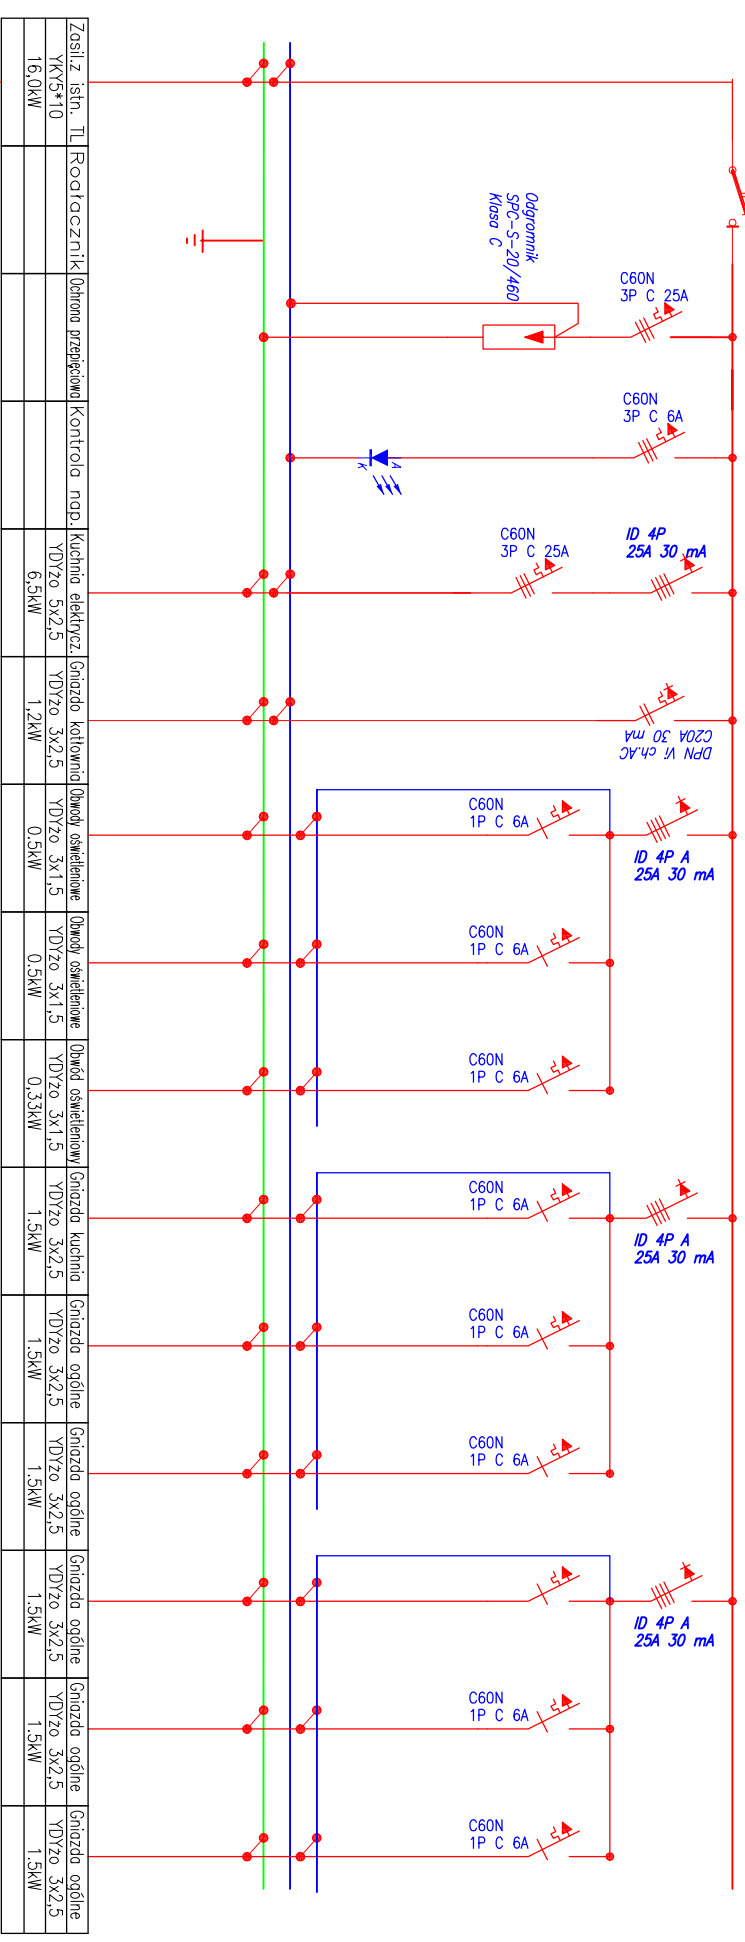 Zasil.z istn. TL
YKY5*10
16,0kW
Rozłącznik
Ochrona przepięciowa
Kontrola nap.
Kuchnia elektrycz.
YDYżo 5x2,5
6,5kW
Gniazdo kotłownia
YDYżo 3x2,5
1,2kW
Obwody oświetleniowe
YDYżo 3x1,5
0.5kW
Obwody oświetleniowe
YDYżo 3x1,5
0.5kW
Obwód oświetleniowy
YDYżo 3x1,5
0,33kW
Gniazda kuchnia
YDYżo 3x2,5
1.5kW
Gniazda ogólne
YDYżo 3x2,5
1.5kW
Gniazda ogólne
YDYżo 3x2,5
1.5kW
Gniazda ogólne
YDYżo 3x2,5
1.5kW
Gniazda ogólne
YDYżo 3x2,5
1.5kW
Gniazda ogólne
YDYżo 3x2,5
1.5kW
Odgromnik
SPC-S-20/460
Klasa C
C60N
3P C 25A
C60N
3P C 6A
A
K
C60N
3P C 25A
ID 4P
25A 30 mA
DPN Vi ch.AC
C20A 30 mA
C60N
1P C 6A
ID 4P A
25A 30 mA
C60N
1P C 6A
C60N
1P C 6A
C60N
1P C 6A
ID 4P A
25A 30 mA
C60N
1P C 6A
C60N
1P C 6A
ID 4P A
25A 30 mA
C60N
1P C 6A
C60N
1P C 6A